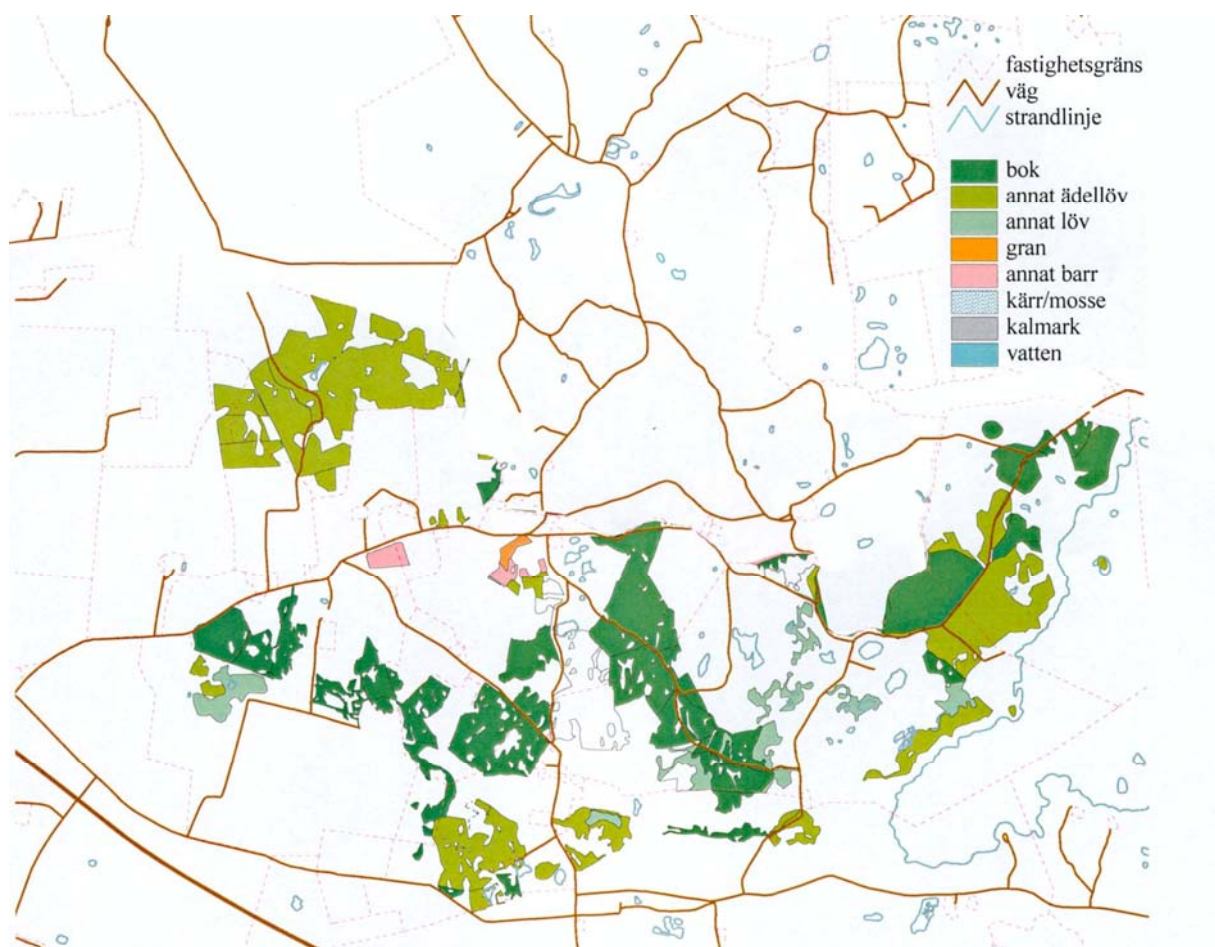 fastighetsgräns
väg
strandlinje
bok
annat ädellöv
annat löv
gran
annat barr
kärr/mosse
kalmark
vatten